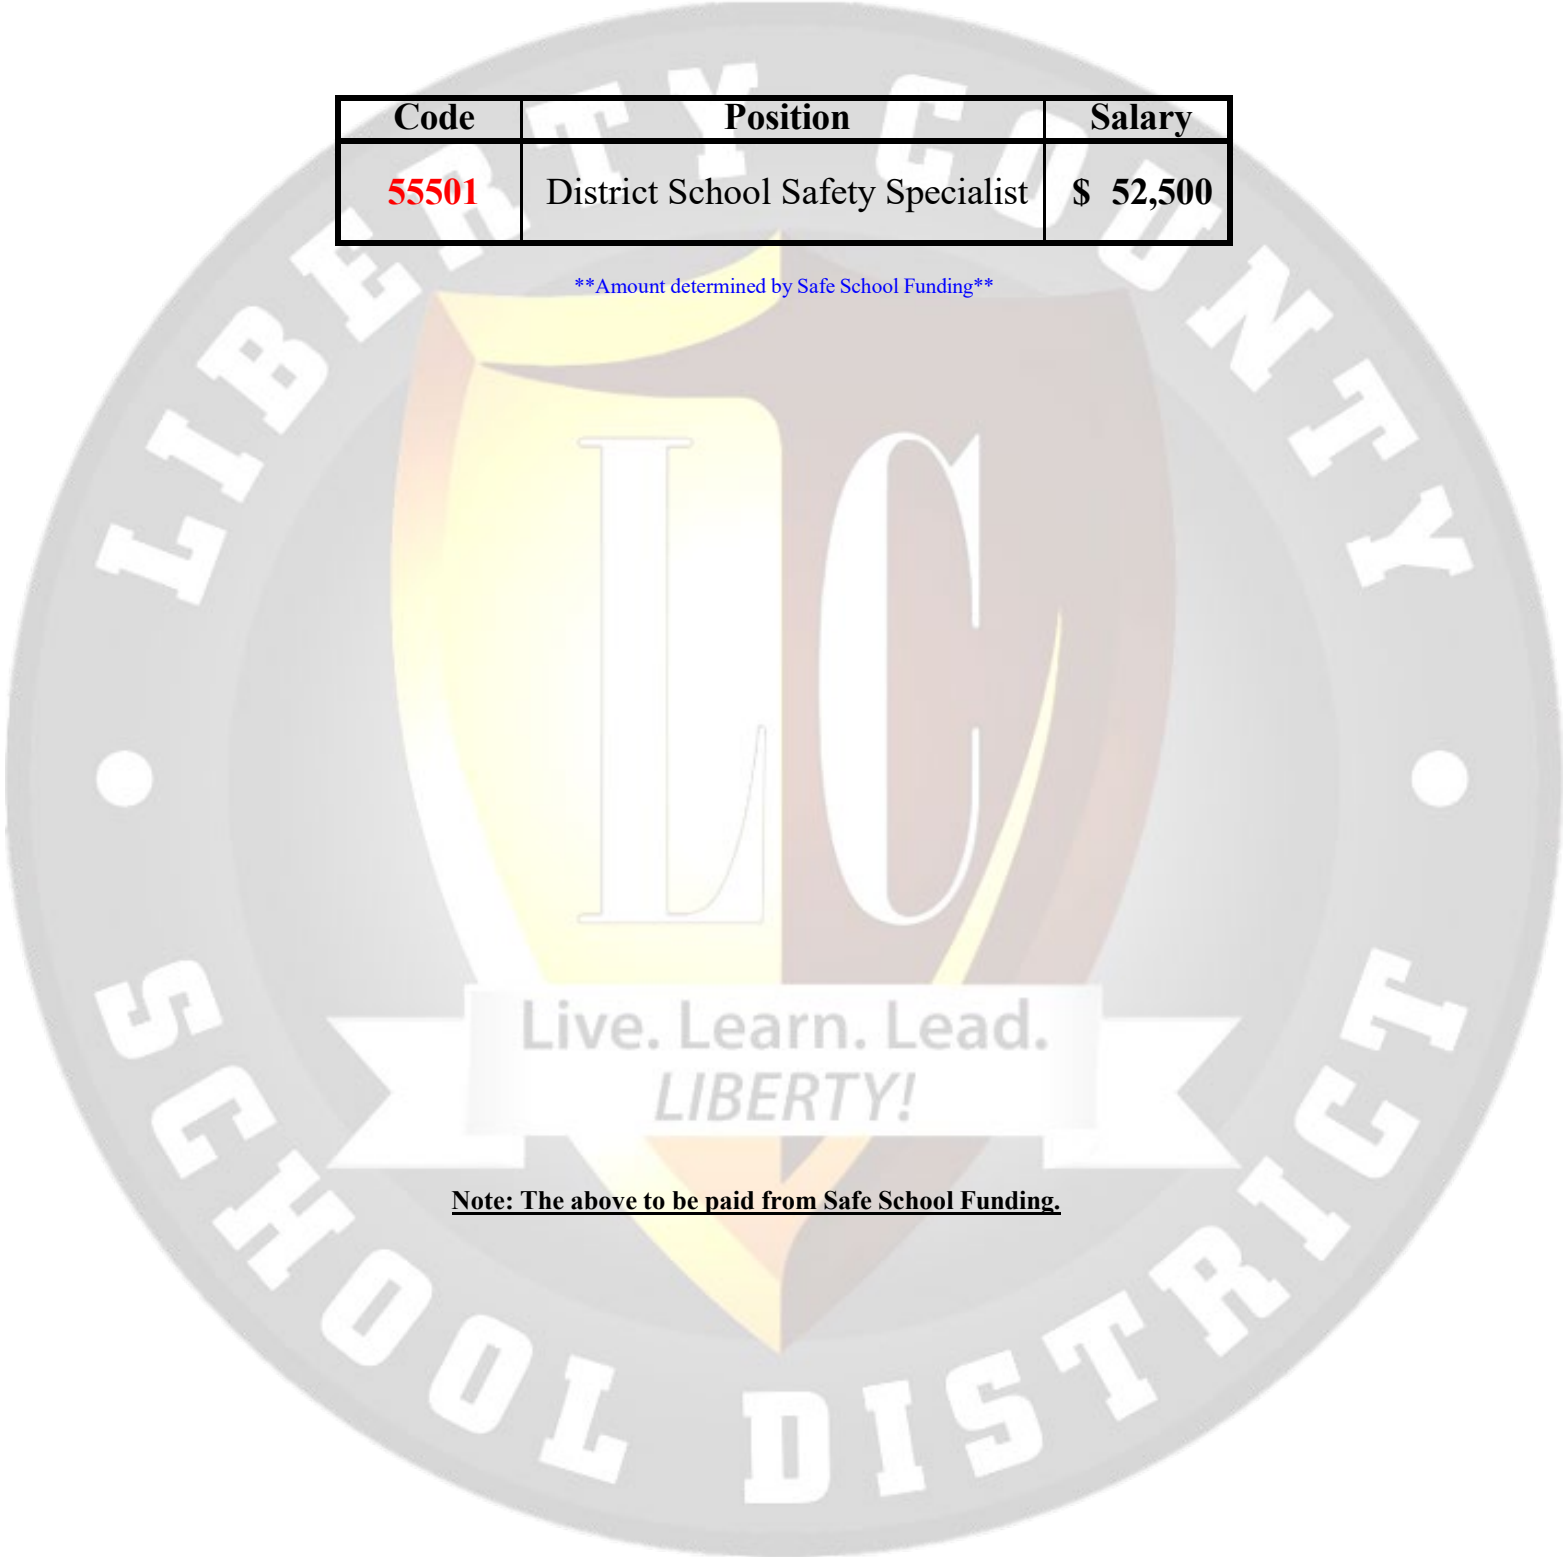 Code Position Salary
55501 District School Safety Specialist $ 52,500
**Amount determined by Safe School Funding**
LIBERTY COUNTY
LC
Live. Learn. Lead.
LIBERTY!
Note: The above to be paid from Safe School Funding.
SCHOOL DISTRICT